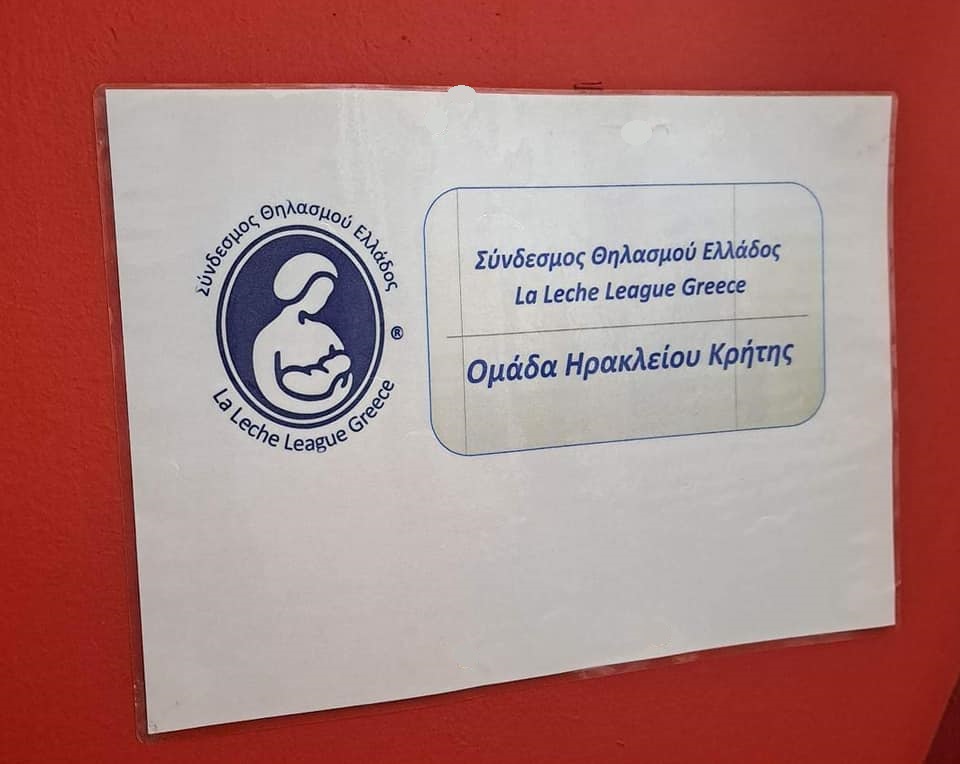 Σύνδεσμος Θηλασμού Ελλάδος
®
La Leche League Greece
Σύνδεσμος Θηλασμού Ελλάδος
La Leche League Greece
Ομάδα Ηρακλείου Κρήτης